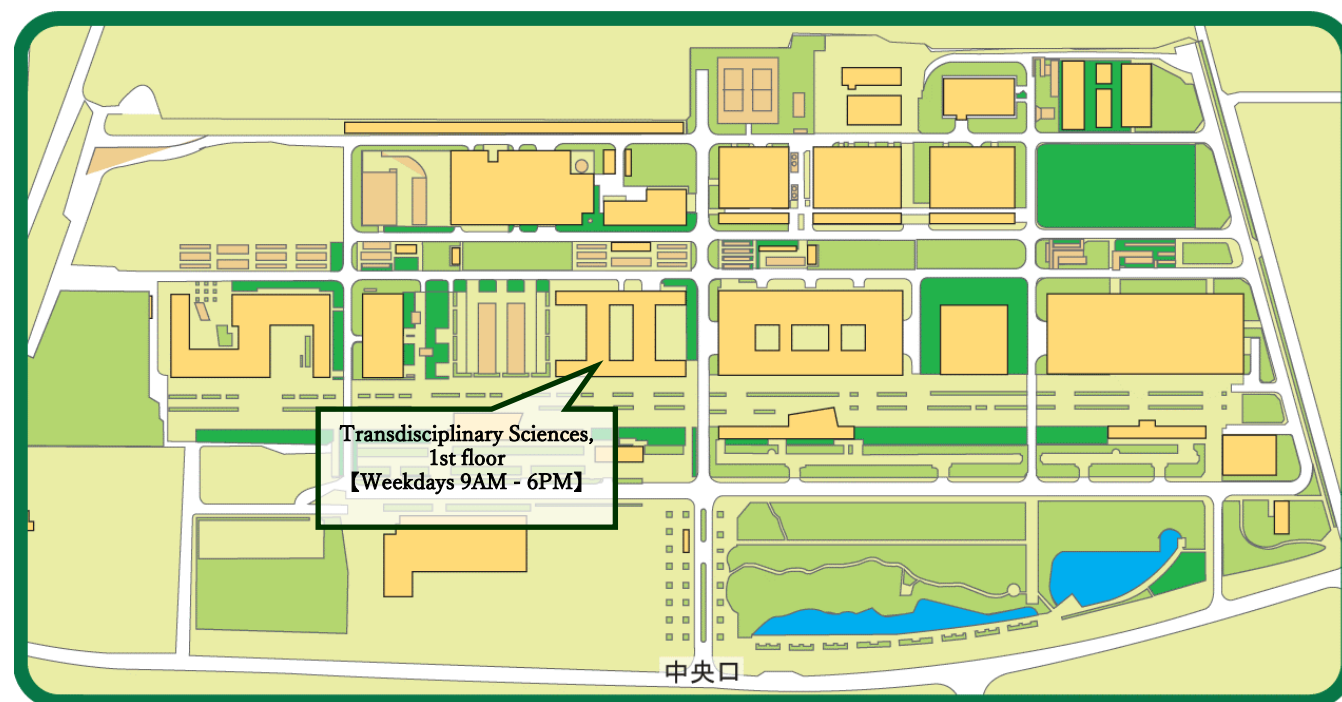 Transdisciplinary Sciences,
1st floor
【Weekdays 9AM - 6PM】
中央口